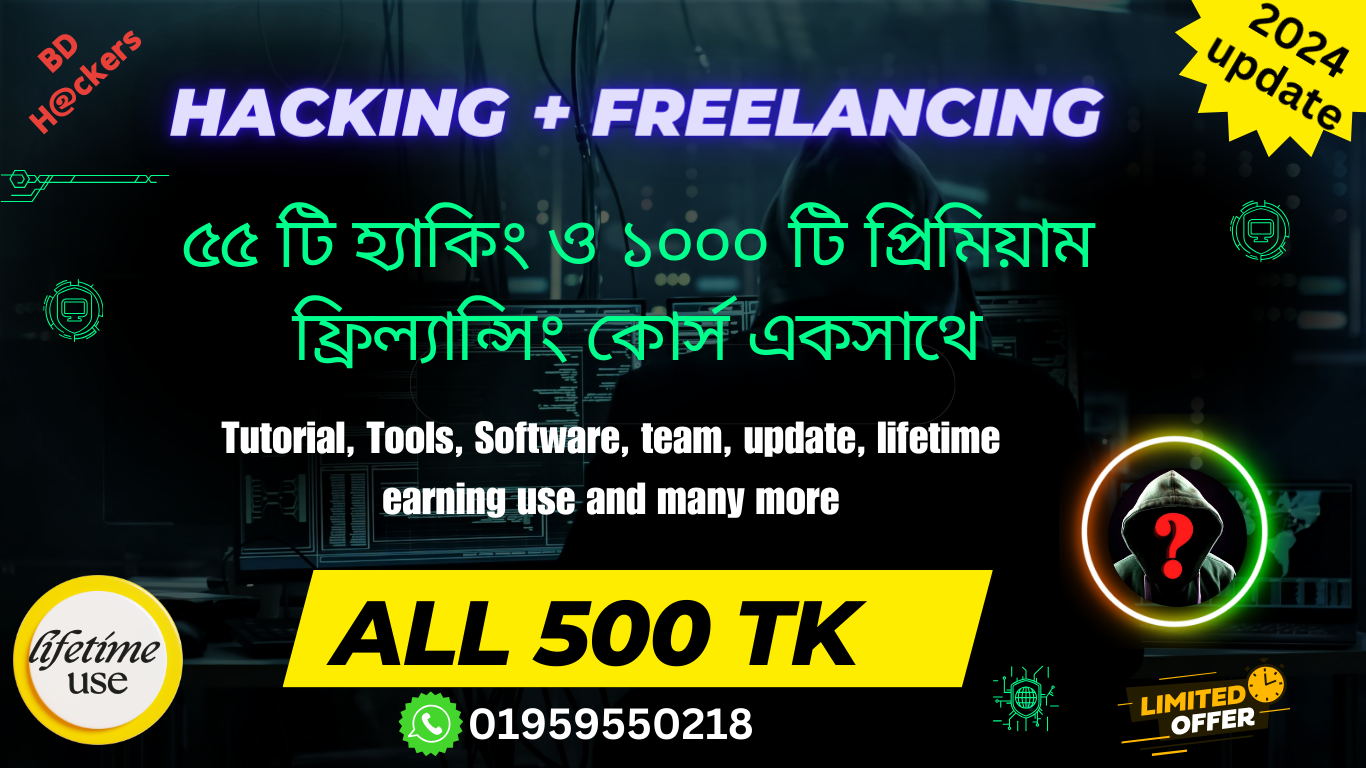 BD
H@ckers
2024
update
HACKING + FREELANCING
৫৫ টি হ্যাকিং ও ১০০০ টি প্রিমিয়াম
ফ্রিল্যান্সিং কোর্স একসাথে
Tutorial, Tools, Software, team, update, lifetime
earning use and many more
?
ALL 500 TK
lifetime
use
01959550218
LIMITED
OFFER